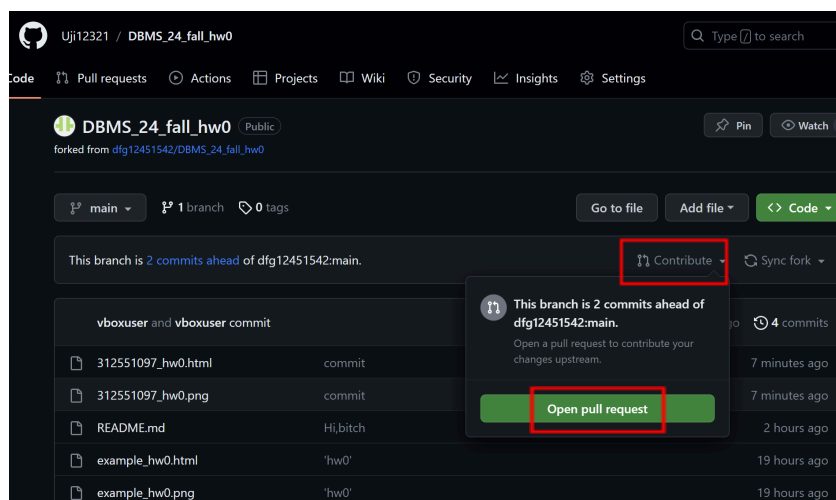 Uji12321 / DBMS_24_fall_hw0
Type / to search
Code Pull requests Actions Projects Wiki Security Insights Settings
DBMS_24_fall_hw0 Public
Pin Watch
forked from dfg12451542/DBMS_24_fall_hw0
main 1 branch 0 tags
Go to file Add file Code
This branch is 2 commits ahead of dfg12451542:main.
Contribute Sync fork
This branch is 2 commits ahead of
dfg12451542:main.
Open a pull request to contribute your
changes upstream.
Open pull request
vboxuser and vboxuser commit
go 4 commits
312551097_hw0.html commit 7 minutes ago
312551097_hw0.png commit 7 minutes ago
README.md Hi,bitch 2 hours ago
example_hw0.html 'hw0' 19 hours ago
example_hw0.png 'hw0' 19 hours ago